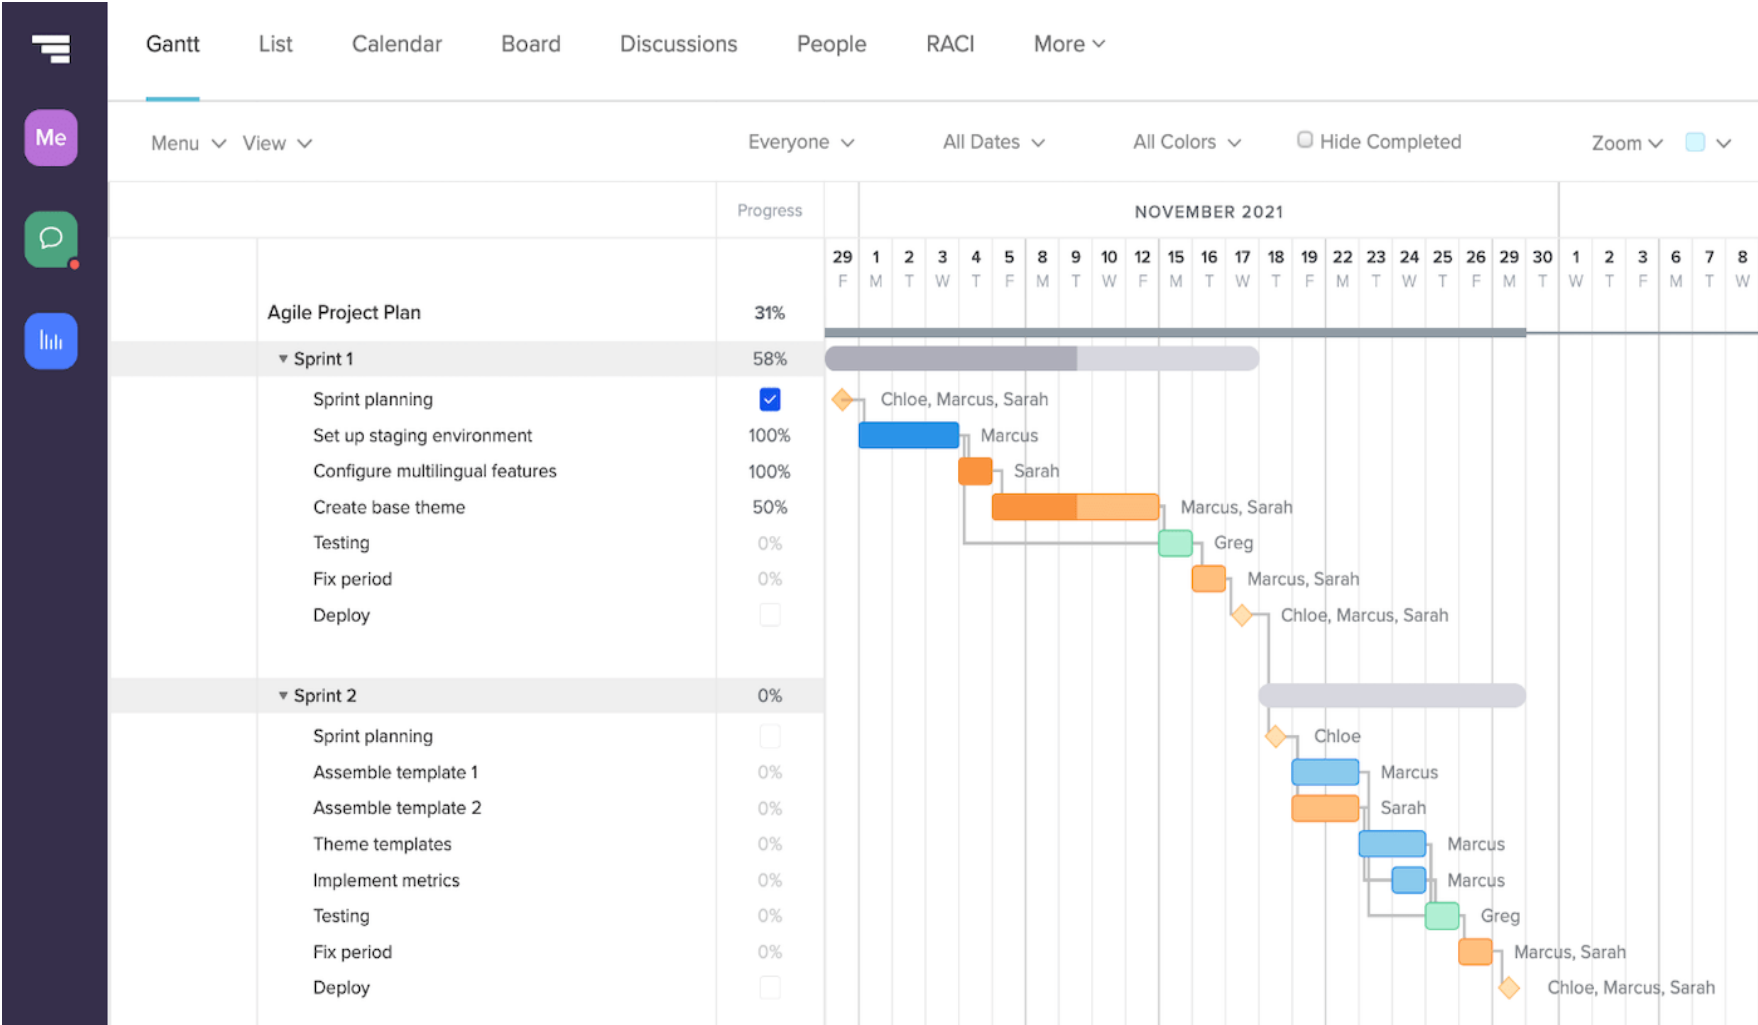 Gantt List Calendar Board Discussions People RACI More
Me
Menu View Everyone All Dates All Colors Hide Completed Zoom
Progress NOVEMBER 2021
29 1 2 3 4 5 8 9 10 12 15 16 17 18 19 22 23 24 25 26 29 30 1 2 3 6 7 8
F M T W T F M T W F M T W T F M T W T F M T W T F M T W
Agile Project Plan 31%
Sprint 1 58%
Sprint planning Chloe, Marcus, Sarah
Set up staging environment 100% Marcus
Configure multilingual features 100% Sarah
Create base theme 50% Marcus, Sarah
Testing 0% Greg
Fix period 0% Marcus, Sarah
Deploy Chloe, Marcus, Sarah
Sprint 2 0%
Sprint planning Chloe
Assemble template 1 0% Marcus
Assemble template 2 0% Sarah
Theme templates 0% Marcus
Implement metrics 0% Marcus
Testing 0% Greg
Fix period 0% Marcus, Sarah
Deploy Chloe, Marcus, Sarah